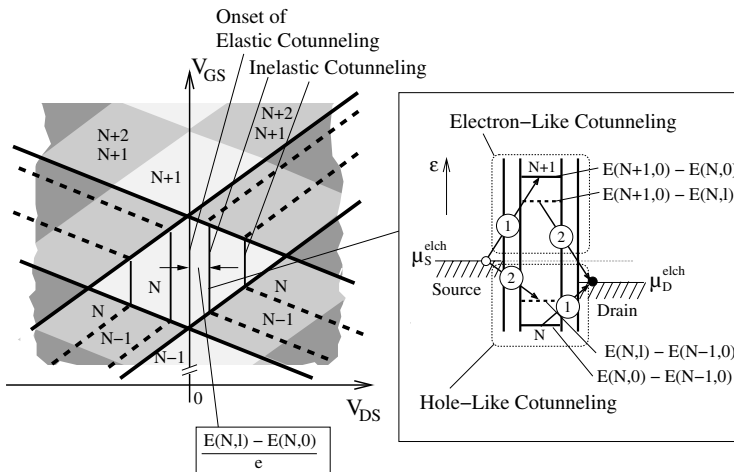 Onset of
Elastic Cotunneling
Inelastic Cotunneling
V_GS
N+2
N+1
N+2
N+1
N+1
N
N
N−1
N
N−1
N−1
0
V_DS
E(N,l) − E(N,0)
e
Electron−Like Cotunneling
ε
N+1
E(N+1,0) − E(N,0)
E(N+1,0) − E(N,l)
1
2
μ_S^elch
Source
2
1
μ_D^elch
Drain
N
E(N,l) − E(N−1,0)
E(N,0) − E(N−1,0)
Hole−Like Cotunneling